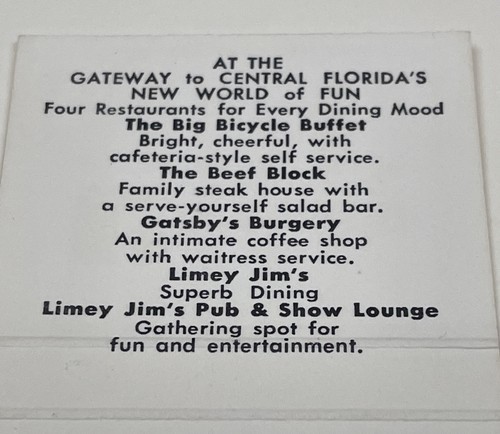 AT THE
GATEWAY to CENTRAL FLORIDA'S
NEW WORLD of FUN
Four Restaurants for Every Dining Mood
The Big Bicycle Buffet
Bright, cheerful, with
cafeteria-style self service.
The Beef Block
Family steak house with
a serve-yourself salad bar.
Gatsby's Burgery
An intimate coffee shop
with waitress service.
Limey Jim's
Superb Dining
Limey Jim's Pub & Show Lounge
Gathering spot for
fun and entertainment.